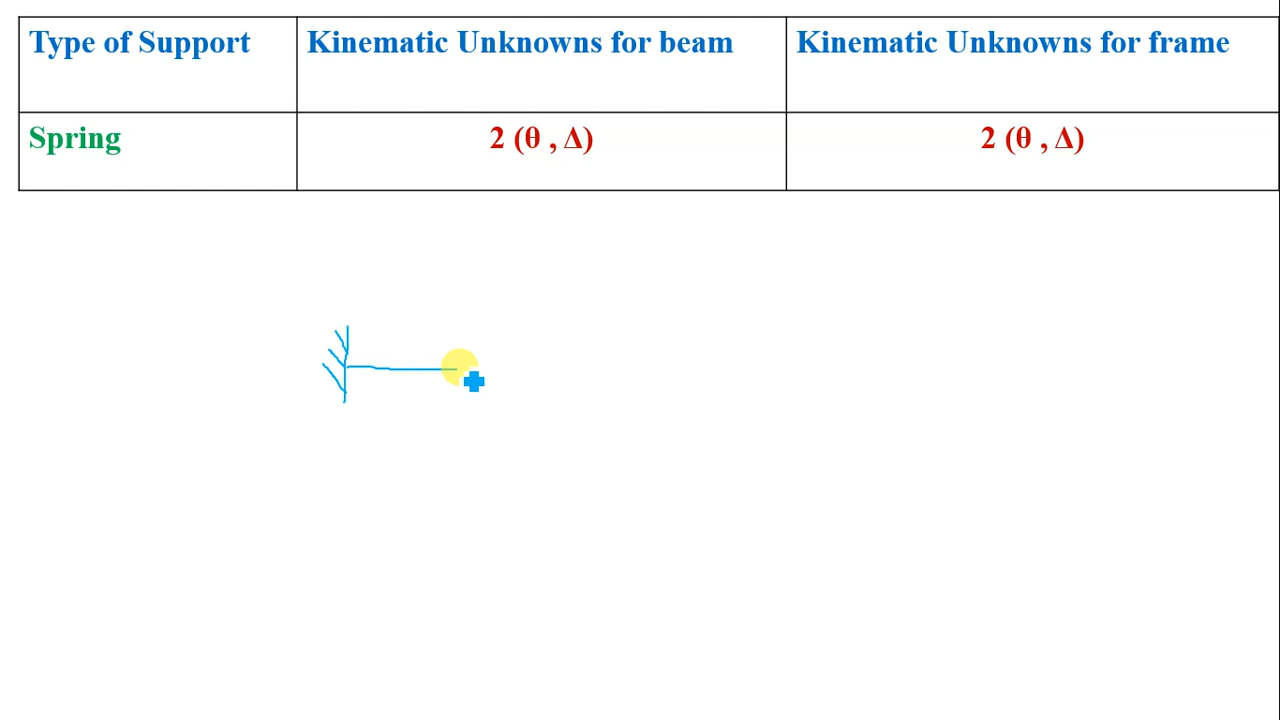 Type of Support
Kinematic Unknowns for beam
Kinematic Unknowns for frame
Spring
2 (θ , Δ)
2 (θ , Δ)